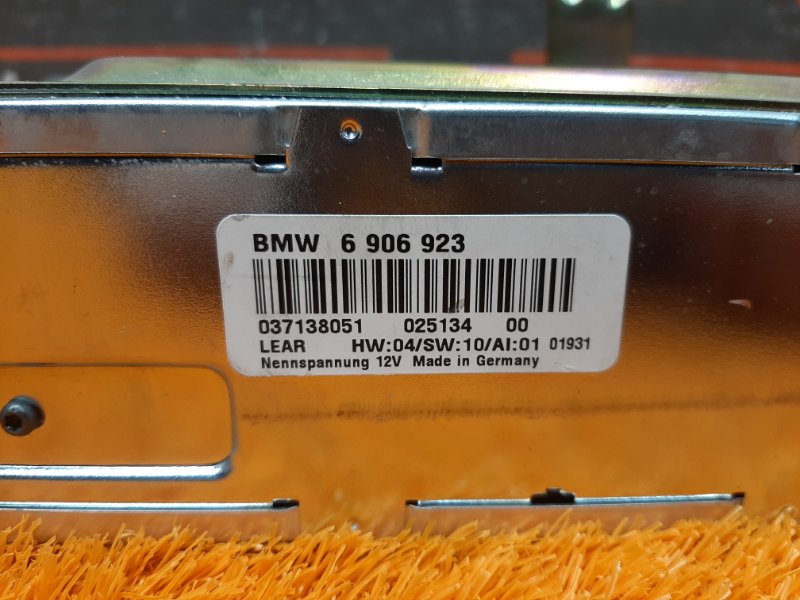 BMW 6 906 923
037138051 025134 00
LEAR HW:04/SW:10/AI:01 01931
Nennspannung 12V Made in Germany